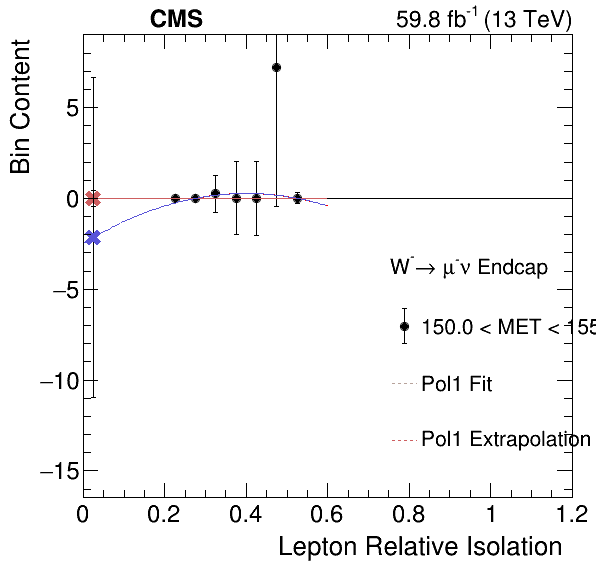 CMS 59.8 fb⁻¹ (13 TeV)
Bin Content
5
0
−5
−10
−15
W⁻→ μ⁻ν Endcap
150.0 < MET < 155
Pol1 Fit
Pol1 Extrapolation
0 0.2 0.4 0.6 0.8 1 1.2
Lepton Relative Isolation